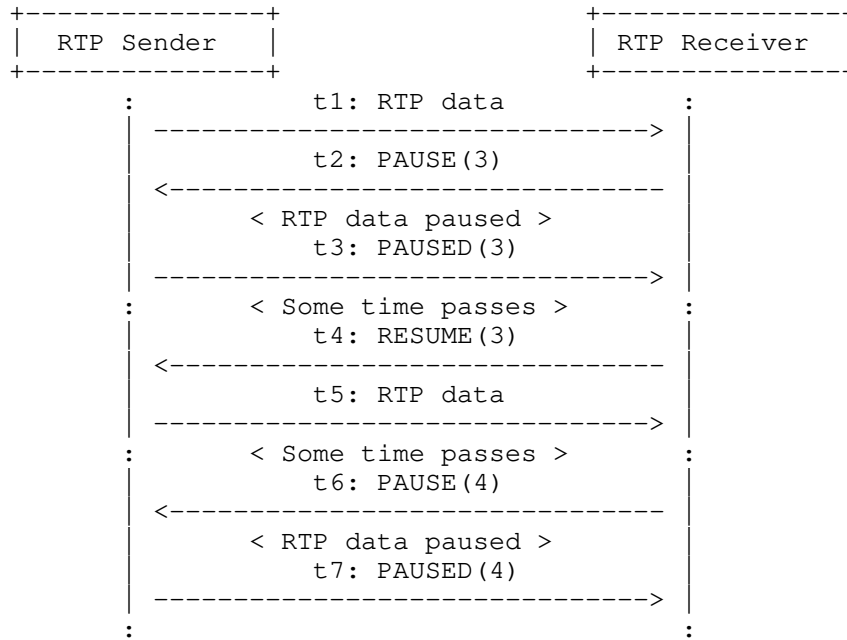 RTP Sender RTP Receiver
t1: RTP data
t2: PAUSE(3)
< RTP data paused >
t3: PAUSED(3)
< Some time passes >
t4: RESUME(3)
t5: RTP data
< Some time passes >
t6: PAUSE(4)
< RTP data paused >
t7: PAUSED(4)